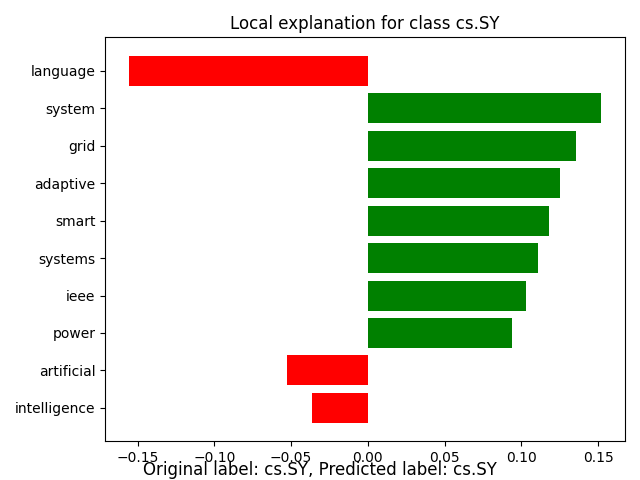 Local explanation for class cs.SY
language
system
grid
adaptive
smart
systems
ieee
power
artificial
intelligence
−0.15 −0.10 −0.05 0.00 0.05 0.10 0.15
Original label: cs.SY, Predicted label: cs.SY